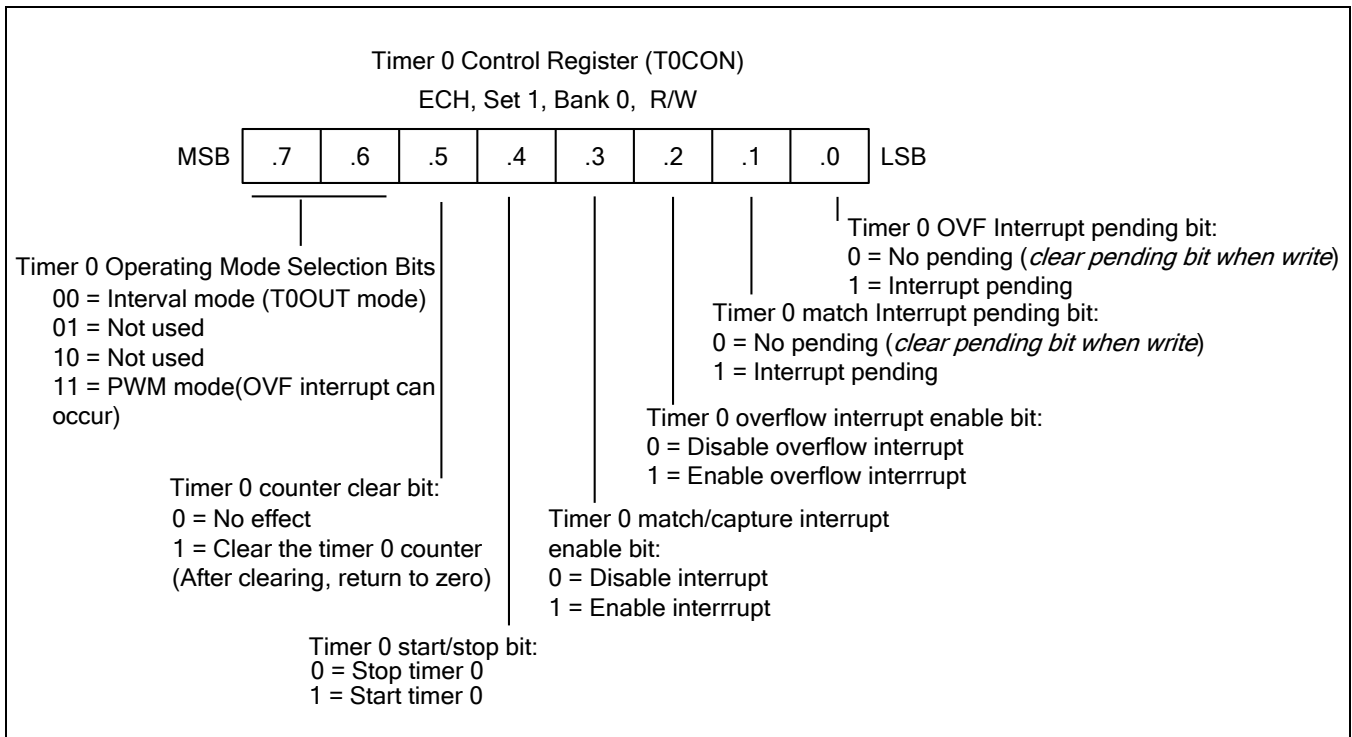 Timer 0 Control Register (T0CON)
ECH, Set 1, Bank 0, R/W
MSB .7 .6 .5 .4 .3 .2 .1 .0 LSB
Timer 0 Operating Mode Selection Bits
00 = Interval mode (T0OUT mode)
01 = Not used
10 = Not used
11 = PWM mode(OVF interrupt can
occur)
Timer 0 OVF Interrupt pending bit:
0 = No pending (clear pending bit when write)
1 = Interrupt pending
Timer 0 match Interrupt pending bit:
0 = No pending (clear pending bit when write)
1 = Interrupt pending
Timer 0 overflow interrupt enable bit:
0 = Disable overflow interrupt
1 = Enable overflow interrrupt
Timer 0 counter clear bit:
0 = No effect
1 = Clear the timer 0 counter
(After clearing, return to zero)
Timer 0 match/capture interrupt
enable bit:
0 = Disable interrupt
1 = Enable interrrupt
Timer 0 start/stop bit:
0 = Stop timer 0
1 = Start timer 0